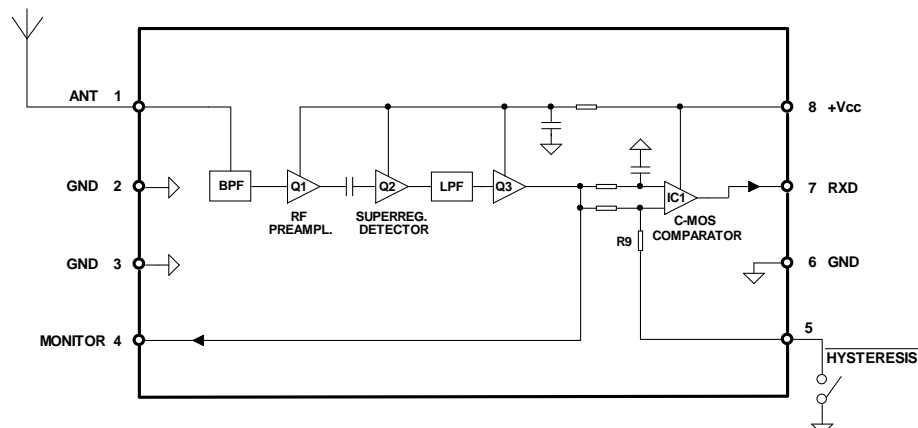 ANT 1
8 +Vcc
GND 2
BPF
Q1
Q2
LPF
Q3
IC1
7 RXD
RF
PREAMPL.
SUPERREG.
DETECTOR
C-MOS
COMPARATOR
R9
GND 3
6 GND
MONITOR 4
5
HYSTERESIS